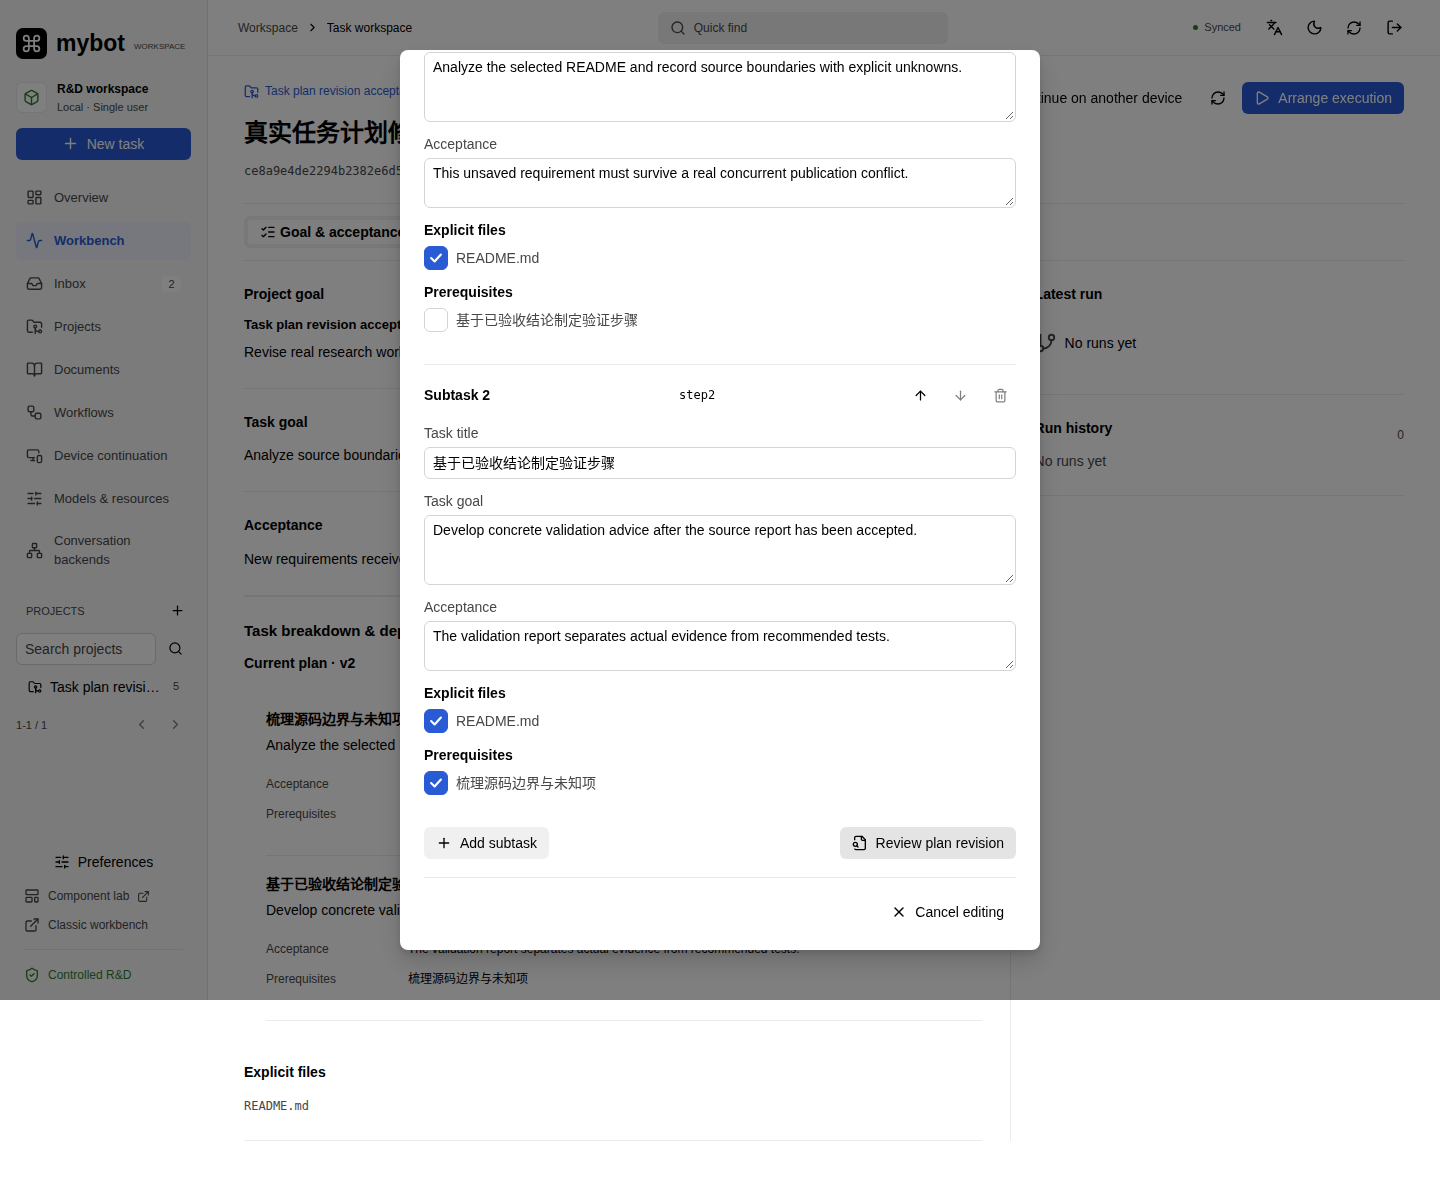 mybot WORKSPACE
R&D workspace
Local · Single user
New task
Overview
Workbench
Inbox 2
Projects
Documents
Workflows
Device continuation
Models & resources
Conversation
backends
PROJECTS
Search projects
Task plan revisi… 5
1-1 / 1
Preferences
Component lab
Classic workbench
Controlled R&D
Workspace > Task workspace
Quick find
Synced
Task plan revision accept
inue on another device
Arrange execution
真实任务计划修
ce8a9e4de2294b2382e6d5
Goal & acceptance
Project goal
Task plan revision accept
Revise real research wor
Task goal
Analyze source boundarie
Acceptance
New requirements receive
Task breakdown & dep
Current plan · v2
梳理源码边界与未知项
Analyze the selected
Acceptance
Prerequisites
基于已验收结论制定验
Develop concrete vali
Acceptance The validation report separates actual evidence from recommended tests.
Prerequisites 梳理源码边界与未知项
Explicit files
README.md
Latest run
No runs yet
Run history 0
No runs yet
Analyze the selected README and record source boundaries with explicit unknowns.
Acceptance
This unsaved requirement must survive a real concurrent publication conflict.
Explicit files
README.md
Prerequisites
基于已验收结论制定验证步骤
Subtask 2 step2
Task title
基于已验收结论制定验证步骤
Task goal
Develop concrete validation advice after the source report has been accepted.
Acceptance
The validation report separates actual evidence from recommended tests.
Explicit files
README.md
Prerequisites
梳理源码边界与未知项
Add subtask
Review plan revision
Cancel editing